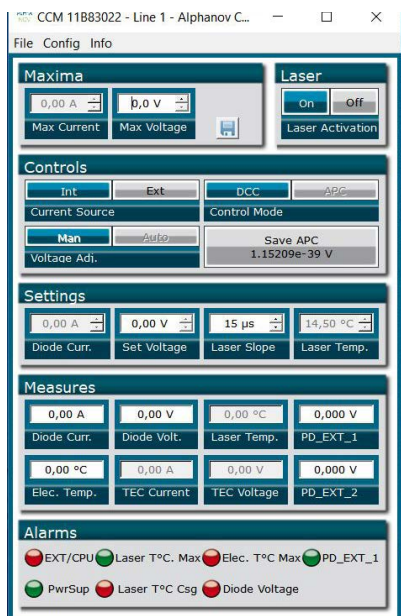 CCM 11B83022 - Line 1 - Alphanov C...
File Config Info
Maxima
Laser
0,00 A
0,0 V
On
Off
Max Current
Max Voltage
Laser Activation
Controls
Int
Ext
DCC
APC
Current Source
Control Mode
Man
Auto
Save APC
1.15209e-39 V
Voltage Adj.
Settings
0,00 A
0,00 V
15 µs
14,50 °C
Diode Curr.
Set Voltage
Laser Slope
Laser Temp.
Measures
0,00 A
0,00 V
0,00 °C
0,000 V
Diode Curr.
Diode Volt.
Laser Temp.
PD_EXT_1
0,00 °C
0,00 A
0,00 V
0,000 V
Elec. Temp.
TEC Current
TEC Voltage
PD_EXT_2
Alarms
EXT/CPU
Laser T°C. Max
Elec. T°C Max
PD_EXT_1
PwrSup
Laser T°C Csg
Diode Voltage